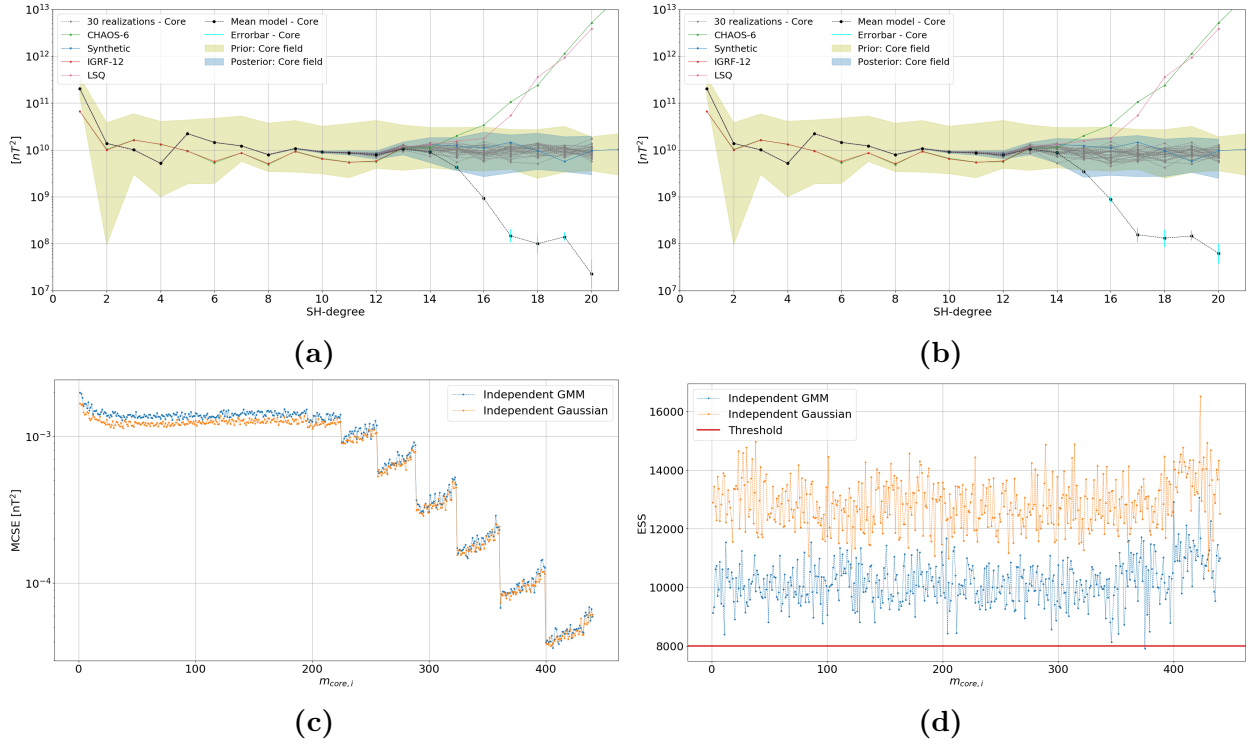 30 realizations - Core
CHAOS-6
Synthetic
IGRF-12
LSQ
Mean model - Core
Errorbar - Core
Prior: Core field
Posterior: Core field
10^13
10^12
10^11
10^10
10^9
10^8
10^7
[nT^2]
0 2 4 6 8 10 12 14 16 18 20
SH-degree
(a)
30 realizations - Core
CHAOS-6
Synthetic
IGRF-12
LSQ
Mean model - Core
Errorbar - Core
Prior: Core field
Posterior: Core field
10^13
10^12
10^11
10^10
10^9
10^8
10^7
[nT^2]
0 2 4 6 8 10 12 14 16 18 20
SH-degree
(b)
Independent GMM
Independent Gaussian
10^−3
10^−4
MCSE [nT^2]
0 100 200 300 400
m_core,i
(c)
Independent GMM
Independent Gaussian
Threshold
16000
14000
12000
10000
8000
ESS
0 100 200 300 400
m_core,i
(d)